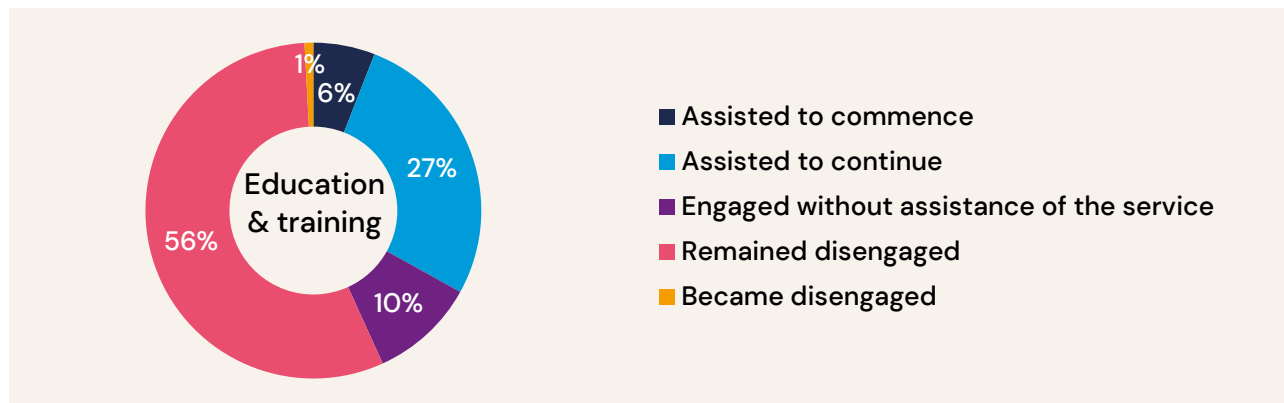 1%
6%
27%
10%
56%
Education
& training
Assisted to commence
Assisted to continue
Engaged without assistance of the service
Remained disengaged
Became disengaged